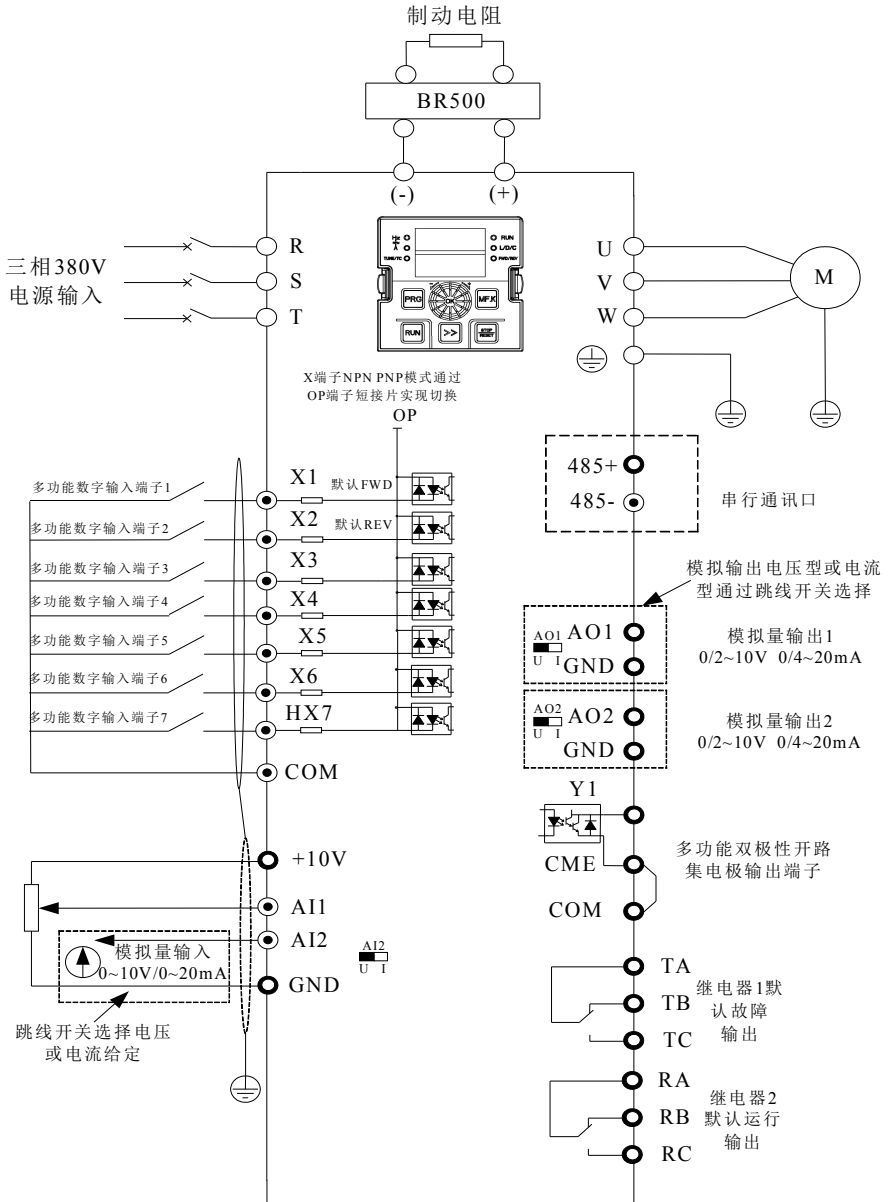 制动电阻
BR500
(-)
(+)
三相380V
电源输入
R
S
T
Hz
A
TUNE/TC
RUN
L/D/C
FWD/REV
PRG
OK
MF.K
RUN
>>
STOP
RESET
U
V
W
M
X端子NPN PNP模式通过
OP端子短接片实现切换
OP
多功能数字输入端子1
X1
默认FWD
多功能数字输入端子2
X2
默认REV
多功能数字输入端子3
X3
多功能数字输入端子4
X4
多功能数字输入端子5
X5
多功能数字输入端子6
X6
多功能数字输入端子7
HX7
COM
+10V
AI1
AI2
GND
AI2
U I
模拟量输入
0~10V/0~20mA
跳线开关选择电压
或电流给定
485+
485-
串行通讯口
模拟输出电压型或电流
型通过跳线开关选择
AO1
U I
AO1
GND
模拟量输出1
0/2~10V 0/4~20mA
AO2
U I
AO2
GND
模拟量输出2
0/2~10V 0/4~20mA
Y1
CME
COM
多功能双极性开路
集电极输出端子
TA
TB
TC
继电器1默
认故障
输出
RA
RB
RC
继电器2
默认运行
输出